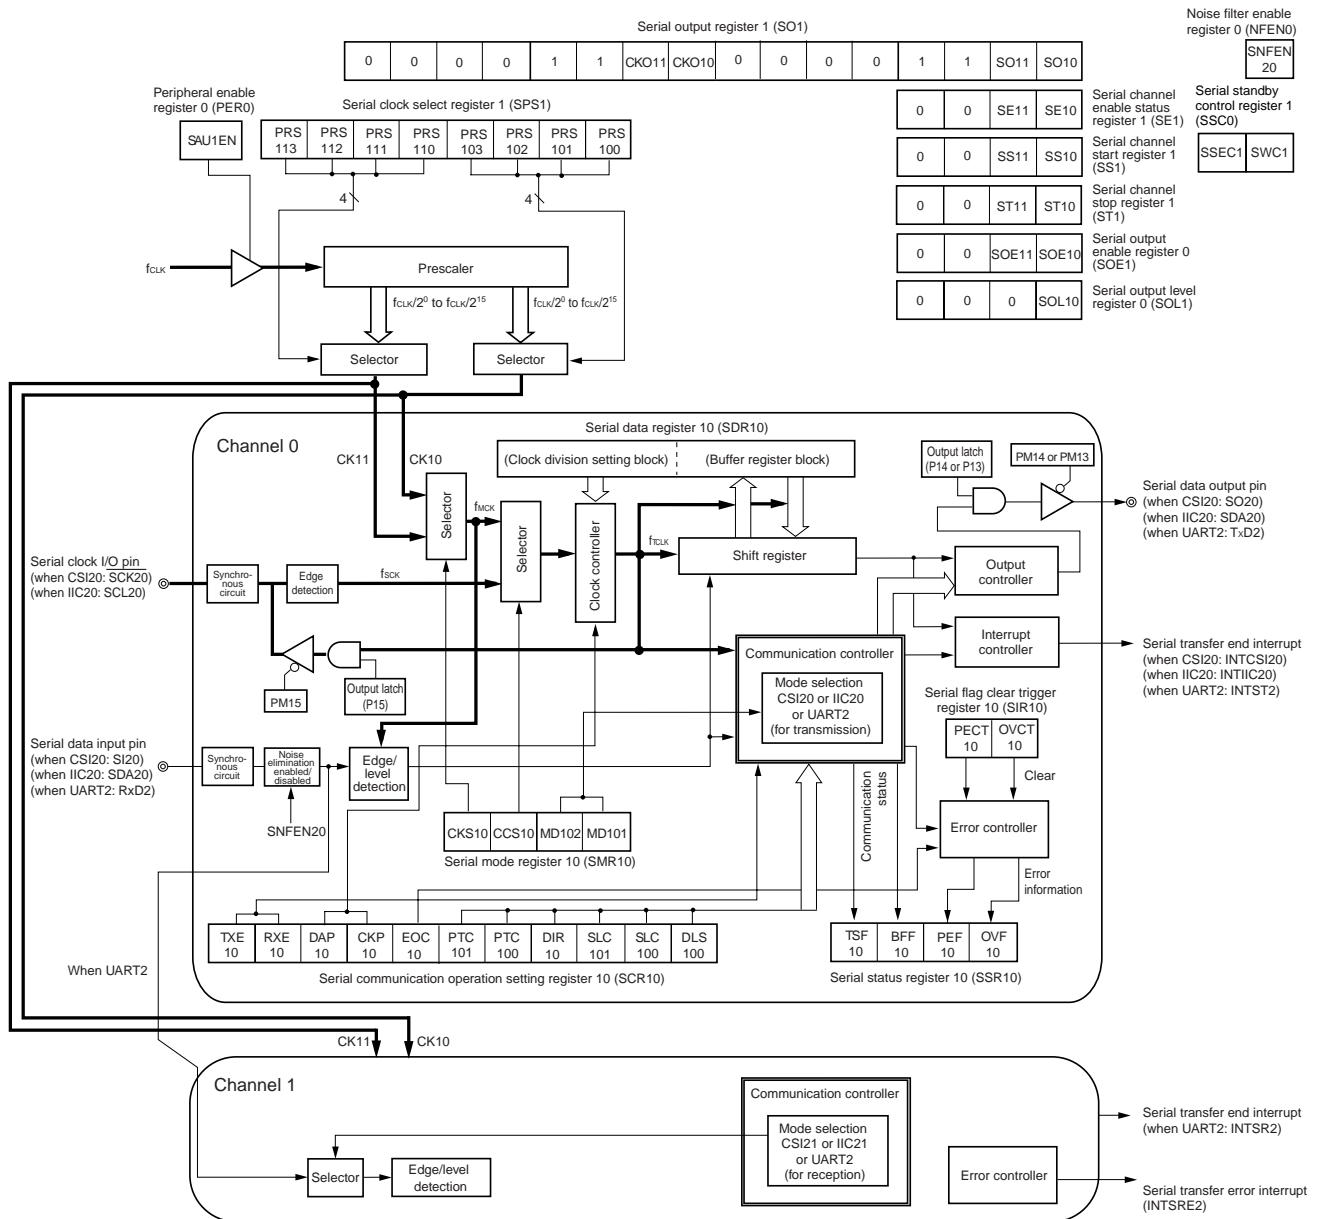 Serial output register 1 (SO1)
0 0 0 0 1 1 CKO11 CKO10 0 0 0 0 1 1 SO11 SO10
Noise filter enable
register 0 (NFEN0)
SNFEN
20
Peripheral enable
register 0 (PER0)
SAU1EN
Serial clock select register 1 (SPS1)
PRS PRS PRS PRS PRS PRS PRS PRS
113 112 111 110 103 102 101 100
4
4
0 0 SE11 SE10
Serial channel
enable status
register 1 (SE1)
Serial standby
control register 1
(SSC0)
SSEC1 SWC1
0 0 SS11 SS10
Serial channel
start register 1
(SS1)
0 0 ST11 ST10
Serial channel
stop register 1
(ST1)
0 0 SOE11 SOE10
Serial output
enable register 0
(SOE1)
0 0 0 SOL10
Serial output level
register 0 (SOL1)
fCLK
Prescaler
fCLK/2⁰ to fCLK/2¹⁵
fCLK/2⁰ to fCLK/2¹⁵
Selector
Selector
Channel 0
CK11
CK10
Serial data register 10 (SDR10)
(Clock division setting block)
(Buffer register block)
Output latch
(P14 or P13)
PM14 or PM13
Serial data output pin
(when CSI20: SO20)
(when IIC20: SDA20)
(when UART2: TxD2)
Selector
fMCK
Selector
Clock controller
fTCLK
Shift register
Output
controller
Serial clock I/O pin
(when CSI20: SCK20)
(when IIC20: SCL20)
Synchro-
nous
circuit
Edge
detection
fSCK
PM15
Output latch
(P15)
Communication controller
Mode selection
CSI20 or IIC20
or UART2
(for transmission)
Interrupt
controller
Serial transfer end interrupt
(when CSI20: INTCSI20)
(when IIC20: INTIIC20)
(when UART2: INTST2)
Serial flag clear trigger
register 10 (SIR10)
PECT OVCT
10 10
Clear
Serial data input pin
(when CSI20: SI20)
(when IIC20: SDA20)
(when UART2: RxD2)
Synchro-
nous
circuit
Noise
elimination
enabled/
disabled
SNFEN20
Edge/
level
detection
CKS10 CCS10 MD102 MD101
Serial mode register 10 (SMR10)
Communication
status
Error controller
Error
information
TXE RXE DAP CKP EOC PTC PTC DIR SLC SLC DLS
10 10 10 10 10 101 100 10 101 100 100
Serial communication operation setting register 10 (SCR10)
TSF BFF PEF OVF
10 10 10 10
Serial status register 10 (SSR10)
When UART2
CK11
CK10
Channel 1
Communication controller
Mode selection
CSI21 or IIC21
or UART2
(for reception)
Selector
Edge/level
detection
Error controller
Serial transfer end interrupt
(when UART2: INTSR2)
Serial transfer error interrupt
(INTSRE2)